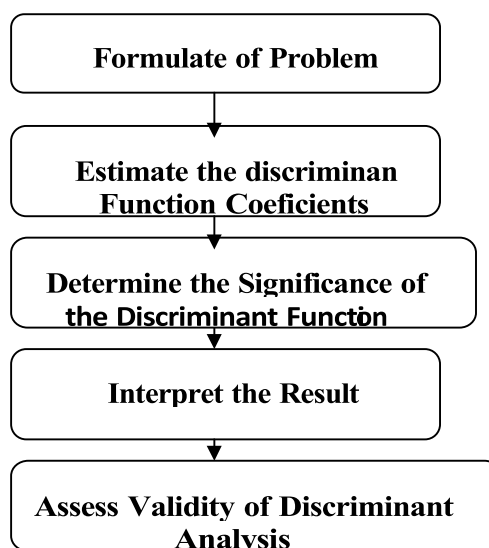 Formulate of Problem
Estimate the discriminan
Function Coeficients
Determine the Significance of
the Discriminant Function
Interpret the Result
Assess Validity of Discriminant
Analysis